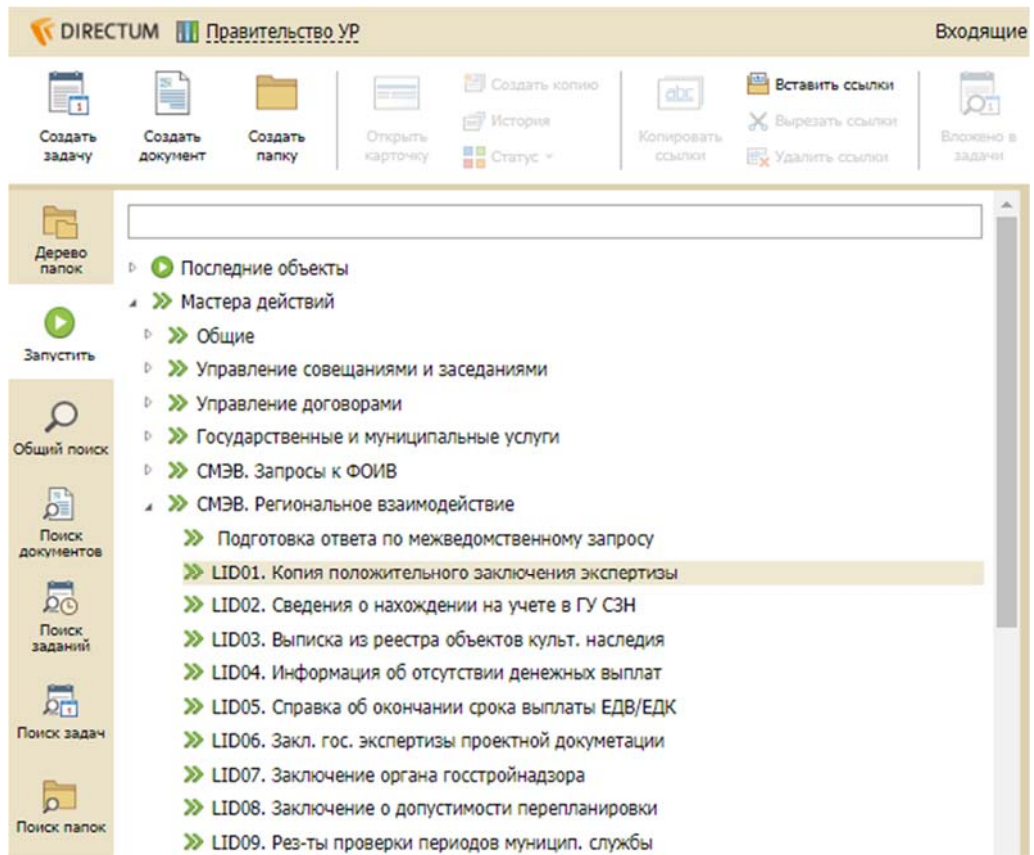 DIRECTUM Правительство УР Входящие
Создать задачу
Создать документ
Создать папку
Открыть карточку
Создать копию
История
Статус
abc
Копировать ссылки
Вставить ссылки
Вырезать ссылки
Удалить ссылки
Вложено в задачи
Дерево папок
Запустить
Общий поиск
Поиск документов
Поиск заданий
Поиск задач
Поиск папок
Последние объекты
Мастера действий
Общие
Управление совещаниями и заседаниями
Управление договорами
Государственные и муниципальные услуги
СМЭВ. Запросы к ФОИВ
СМЭВ. Региональное взаимодействие
Подготовка ответа по межведомственному запросу
LID01. Копия положительного заключения экспертизы
LID02. Сведения о нахождении на учете в ГУ СЗН
LID03. Выписка из реестра объектов культ. наследия
LID04. Информация об отсутствии денежных выплат
LID05. Справка об окончании срока выплаты ЕДВ/ЕДК
LID06. Закл. гос. экспертизы проектной докуметации
LID07. Заключение органа госстройнадзора
LID08. Заключение о допустимости перепланировки
LID09. Рез-ты проверки периодов муницип. службы